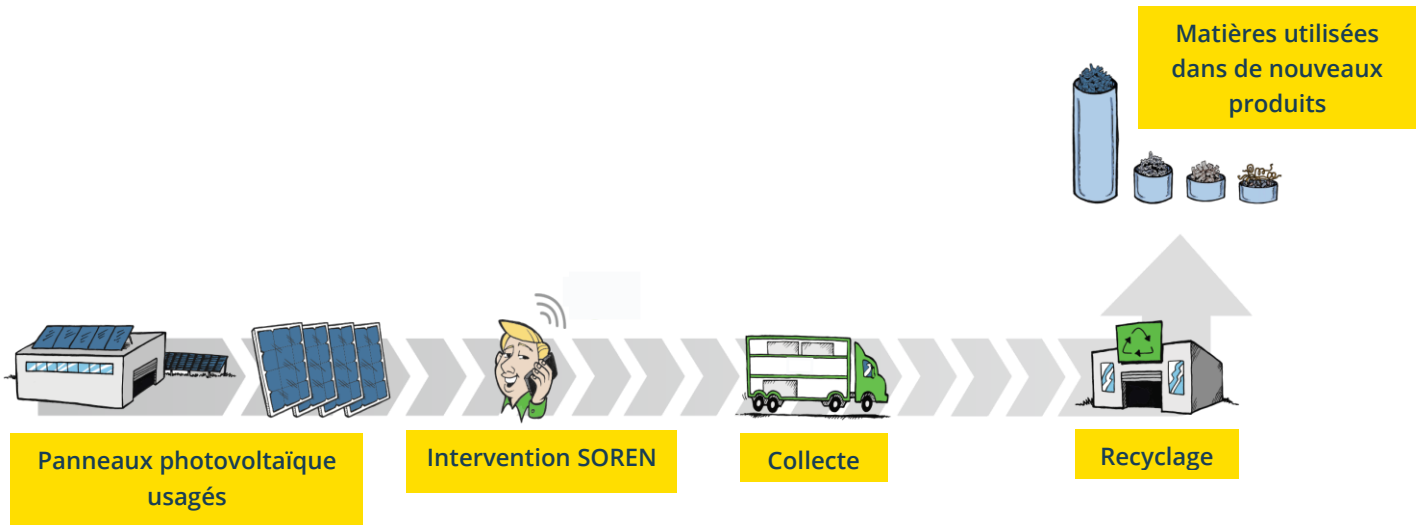 Matières utilisées
dans de nouveaux
produits
Panneaux photovoltaïque
usagés
Intervention SOREN
Collecte
Recyclage